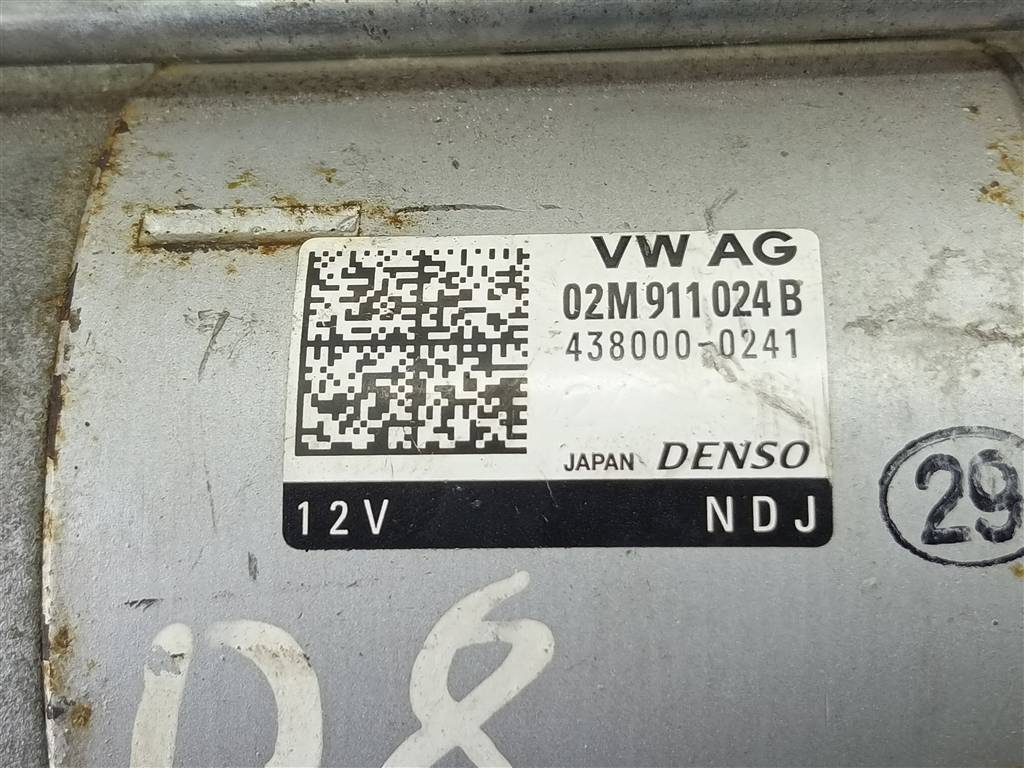 VW AG
02M 911 024 B
438000-0241
JAPAN DENSO
12V NDJ
29
D8